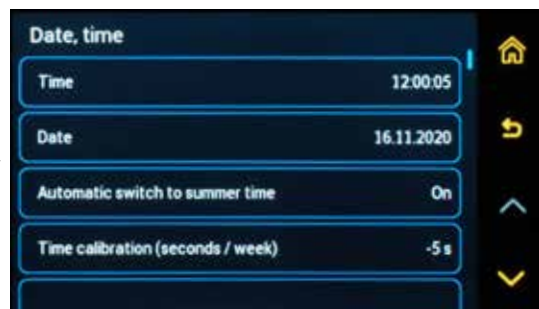 Date, time
Time 12:00:05
Date 16.11.2020
Automatic switch to summer time On
Time calibration (seconds / week) -5 s